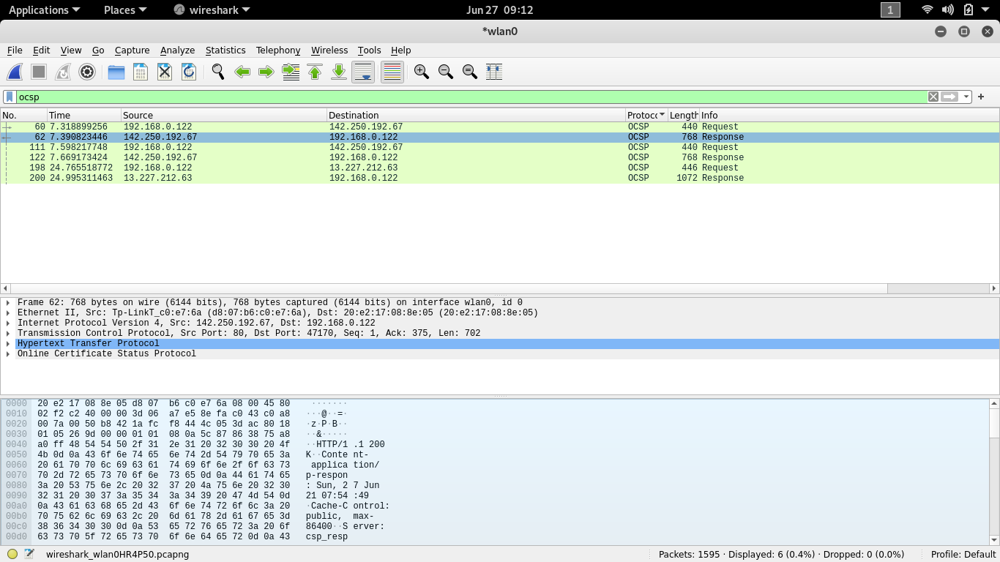 Applications Places wireshark Jun 27 09:12 1
*wlan0
File Edit View Go Capture Analyze Statistics Telephony Wireless Tools Help
ocsp
No. Time Source Destination Protoc Length Info
60 7.318899256 192.168.0.122 142.250.192.67 OCSP 440 Request
62 7.390823446 142.250.192.67 192.168.0.122 OCSP 768 Response
111 7.598217748 192.168.0.122 142.250.192.67 OCSP 440 Request
122 7.669173424 142.250.192.67 192.168.0.122 OCSP 768 Response
198 24.765518772 192.168.0.122 13.227.212.63 OCSP 446 Request
200 24.995311463 13.227.212.63 192.168.0.122 OCSP 1072 Response
Frame 62: 768 bytes on wire (6144 bits), 768 bytes captured (6144 bits) on interface wlan0, id 0
Ethernet II, Src: Tp-LinkT_c0:e7:6a (d8:07:b6:c0:e7:6a), Dst: 20:e2:17:08:8e:05 (20:e2:17:08:8e:05)
Internet Protocol Version 4, Src: 142.250.192.67, Dst: 192.168.0.122
Transmission Control Protocol, Src Port: 80, Dst Port: 47170, Seq: 1, Ack: 375, Len: 702
Hypertext Transfer Protocol
Online Certificate Status Protocol
0000 20 e2 17 08 8e 05 d8 07 b6 c0 e7 6a 08 00 45 80 ·······
0010 02 f2 c2 40 00 00 3d 06 a7 e5 8e fa c0 43 c0 a8 ···@··=·
0020 00 7a 00 50 b8 42 1a fc f8 44 4c 05 3d ac 80 18 ·z·P·B··
0030 01 05 26 9d 00 00 01 01 08 0a 5c 87 86 38 75 a8 ··&·····
0040 a0 ff 48 54 54 50 2f 31 2e 31 20 32 30 30 20 4f ··HTTP/1 .1 200
0050 4b 0d 0a 43 6f 6e 74 65 6e 74 2d 54 79 70 65 3a K··Conte nt-
0060 20 61 70 70 6c 69 63 61 74 69 6f 6e 2f 6f 63 73 applica tion/
0070 70 2d 72 65 73 70 6f 6e 73 65 0d 0a 44 61 74 65 p-respon
0080 3a 20 53 75 6e 2c 20 32 37 20 4a 75 6e 20 32 30 : Sun, 2 7 Jun
0090 32 31 20 30 37 3a 35 34 3a 34 39 20 47 4d 54 0d 21 07:54 :49
00a0 0a 43 61 63 68 65 2d 43 6f 6e 74 72 6f 6c 3a 20 ·Cache-C ontrol:
00b0 70 75 62 6c 69 63 2c 20 6d 61 78 2d 61 67 65 3d public, max-
00c0 38 36 34 30 30 0d 0a 53 65 72 76 65 72 3a 20 6f 86400··S erver:
00d0 63 73 70 5f 72 65 73 70 6f 6e 64 65 72 0d 0a 43 csp_resp
wireshark_wlan0HR4P50.pcapng Packets: 1595 · Displayed: 6 (0.4%) · Dropped: 0 (0.0%) Profile: Default